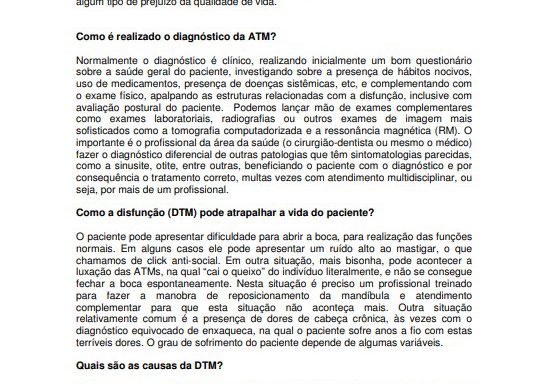 algum tipo de prejuízo da qualidade de vida.
Como é realizado o diagnóstico da ATM?
Normalmente o diagnóstico é clínico, realizando inicialmente um bom questionário
sobre a saúde geral do paciente, investigando sobre a presença de hábitos nocivos,
uso de medicamentos, presença de doenças sistêmicas, etc, e complementando com
o exame físico, apalpando as estruturas relacionadas com a disfunção, inclusive com
avaliação postural do paciente. Podemos lançar mão de exames complementares
como exames laboratoriais, radiografias ou outros exames de imagem mais
sofisticados como a tomografia computadorizada e a ressonância magnética (RM). O
importante é o profissional da área da saúde (o cirurgião-dentista ou mesmo o médico)
fazer o diagnóstico diferencial de outras patologias que têm sintomatologias parecidas,
como a sinusite, otite, entre outras, beneficiando o paciente com o diagnóstico e por
consequência o tratamento correto, multas vezes com atendimento multidisciplinar, ou
seja, por mais de um profissional.
Como a disfunção (DTM) pode atrapalhar a vida do paciente?
O paciente pode apresentar dificuldade para abrir a boca, para realização das funções
normais. Em alguns casos ele pode apresentar um ruído alto ao mastigar, o que
chamamos de click anti-social. Em outra situação, mais bisonha, pode acontecer a
luxação das ATMs, na qual “cai o queixo” do indivíduo literalmente, e não se consegue
fechar a boca espontaneamente. Nesta situação é preciso um profissional treinado
para fazer a manobra de reposicionamento da mandíbula e atendimento
complementar para que esta situação não aconteça mais. Outra situação
relativamente comum é a presença de dores de cabeça crônica, às vezes com o
diagnóstico equivocado de enxaqueca, na qual o paciente sofre anos a fio com estas
terríveis dores. O grau de sofrimento do paciente depende de algumas variáveis.
Quais são as causas da DTM?